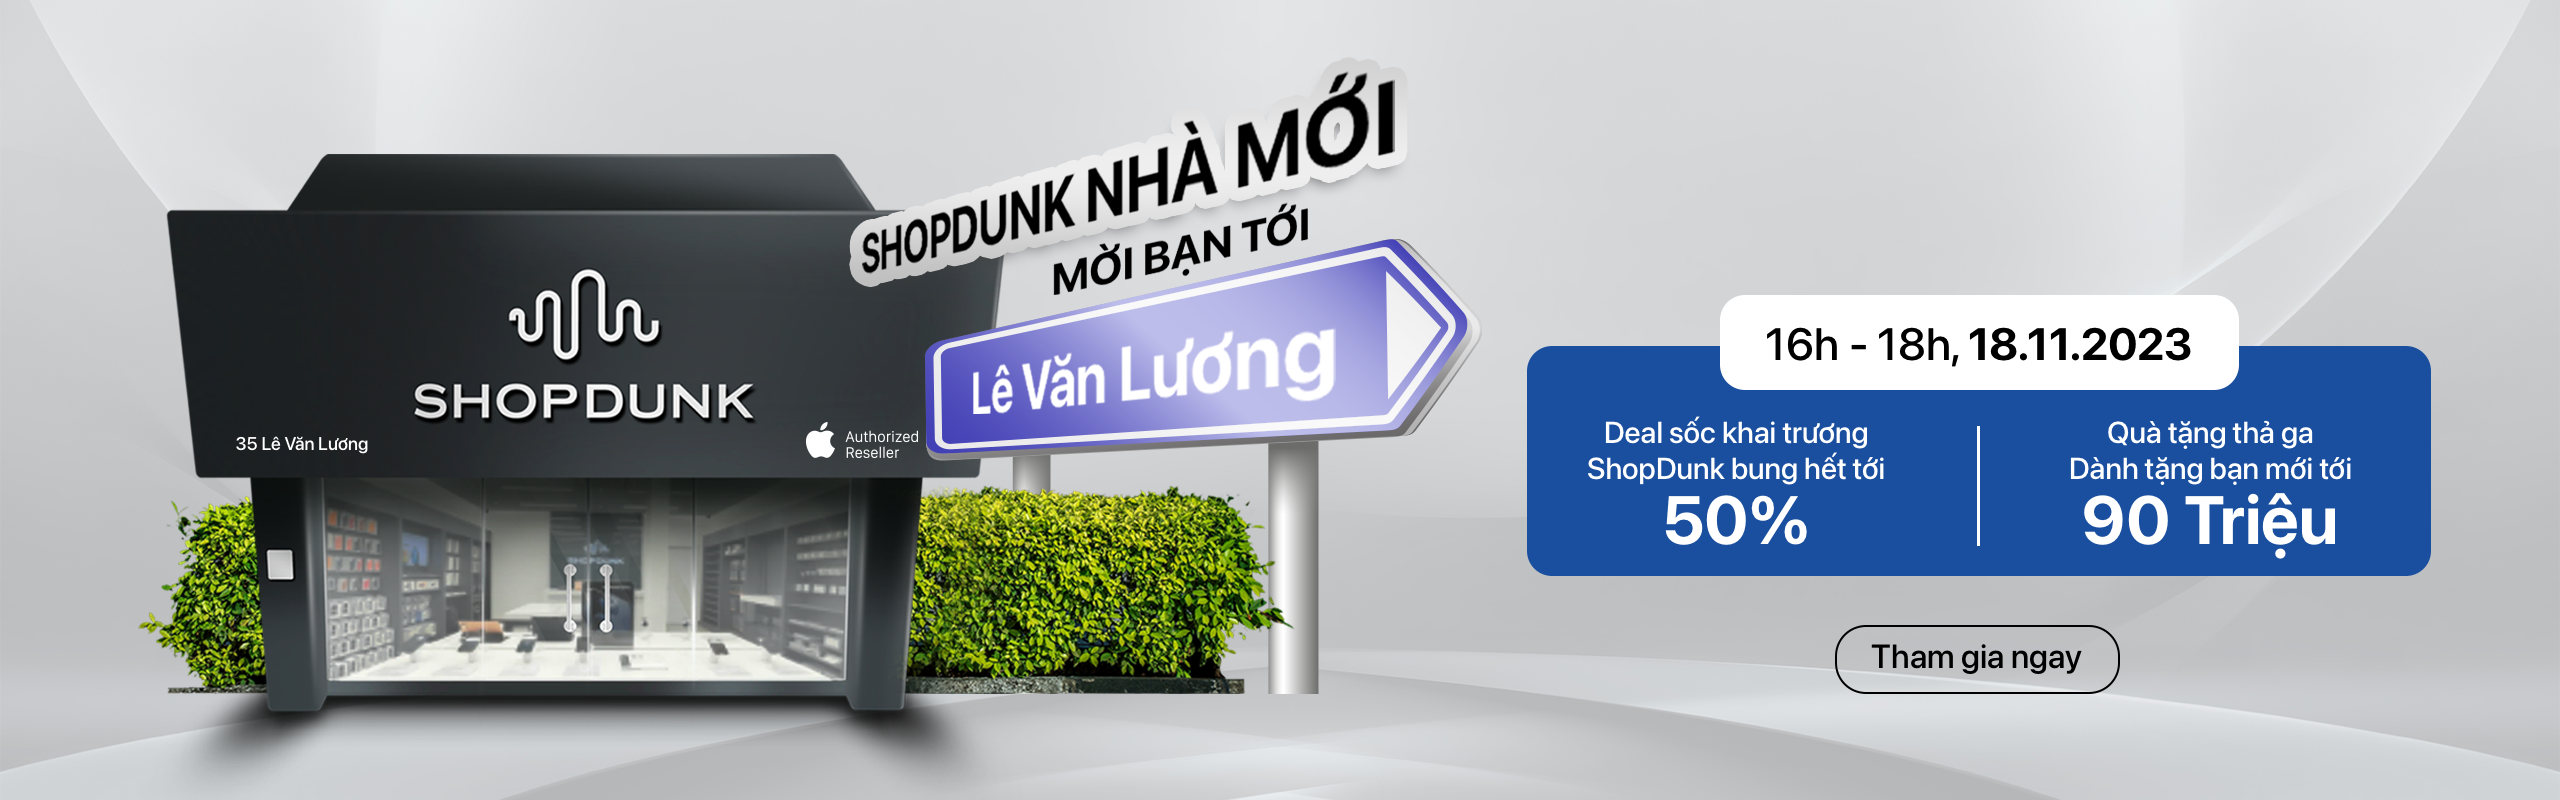 SHOPDUNK NHÀ MỚI
MỜI BẠN TỚI
Lê Văn Lương
SHOPDUNK
35 Lê Văn Lương
Authorized
Reseller
SHOPDUNK
16h - 18h, 18.11.2023
Deal sốc khai trương
ShopDunk bung hết tới
50%
Quà tặng thả ga
Dành tặng bạn mới tới
90 Triệu
Tham gia ngay